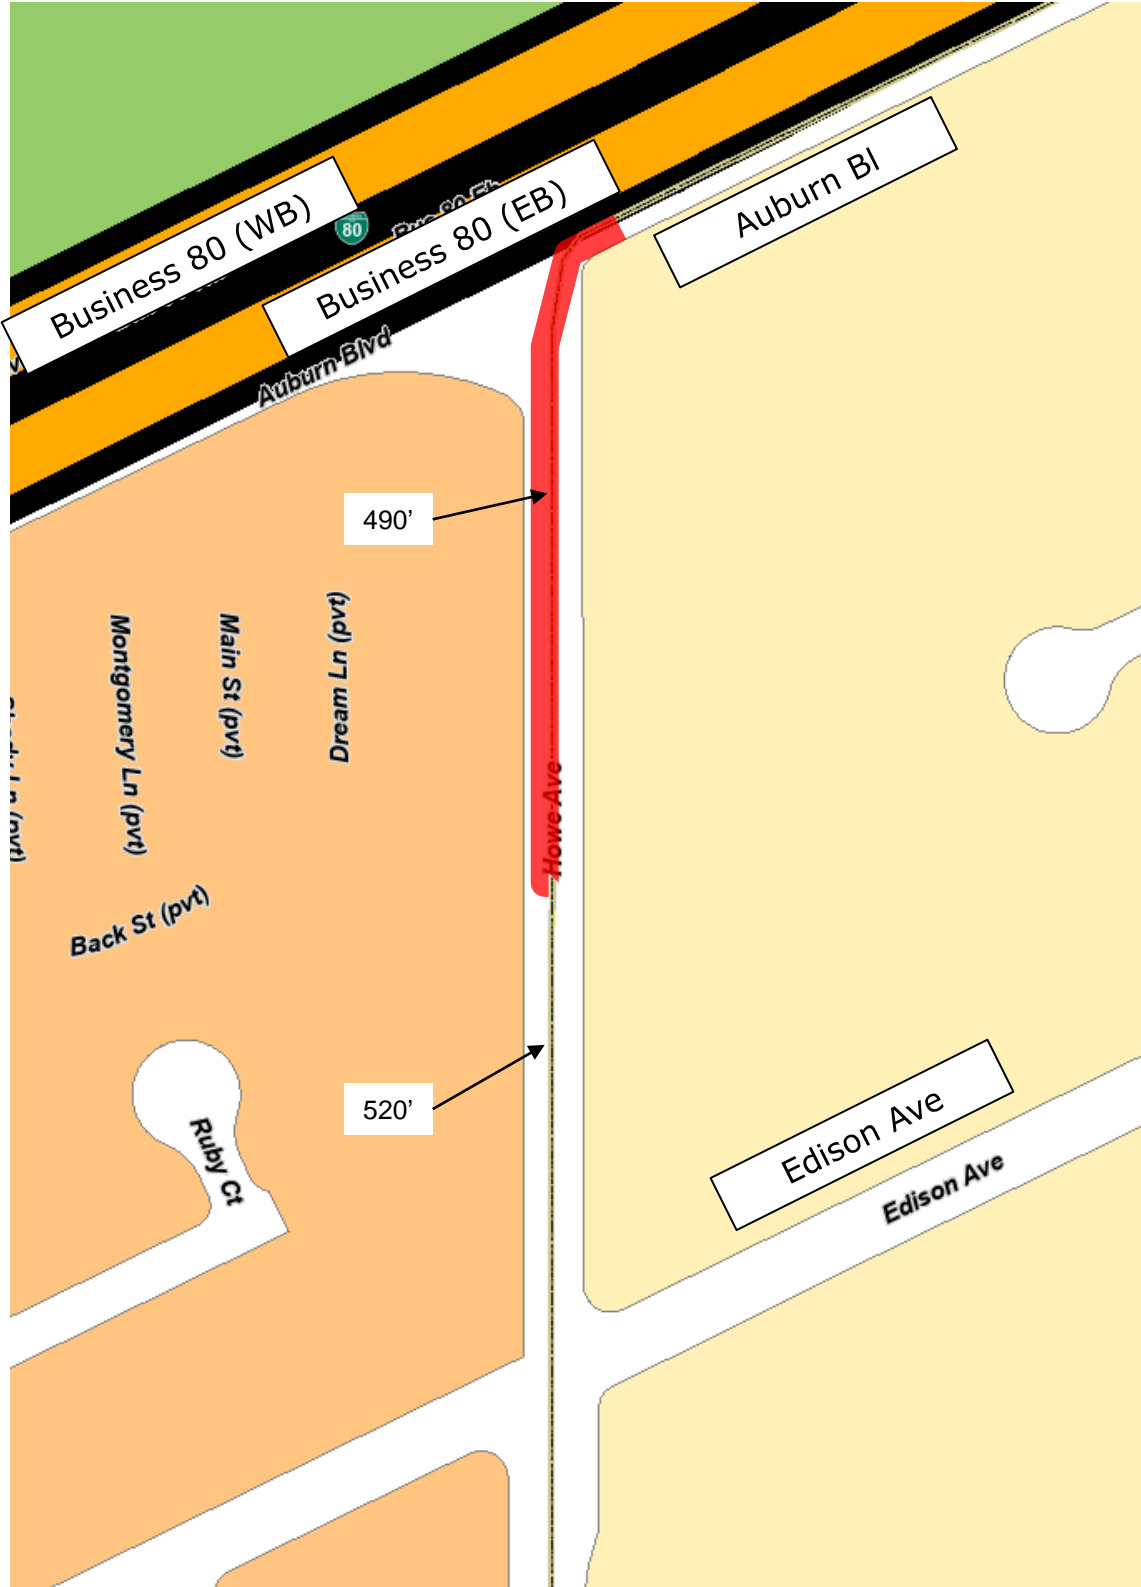 Auburn Bl
Business 80 (WB)
80
Business 80 (EB)
Auburn Blvd
490’
Montgomery Ln (pvt)
Main St (pvt)
Dream Ln (pvt)
Howe Ave
Back St (pvt)
520’
Ruby Ct
Edison Ave
Edison Ave